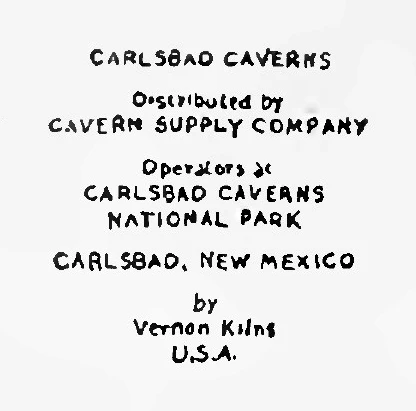 CARLSBAD CAVERNS
Distributed by
CAVERN SUPPLY COMPANY
Operators at
CARLSBAD CAVERNS
NATIONAL PARK
CARLSBAD, NEW MEXICO
by
Vernon Kilns
U.S.A.